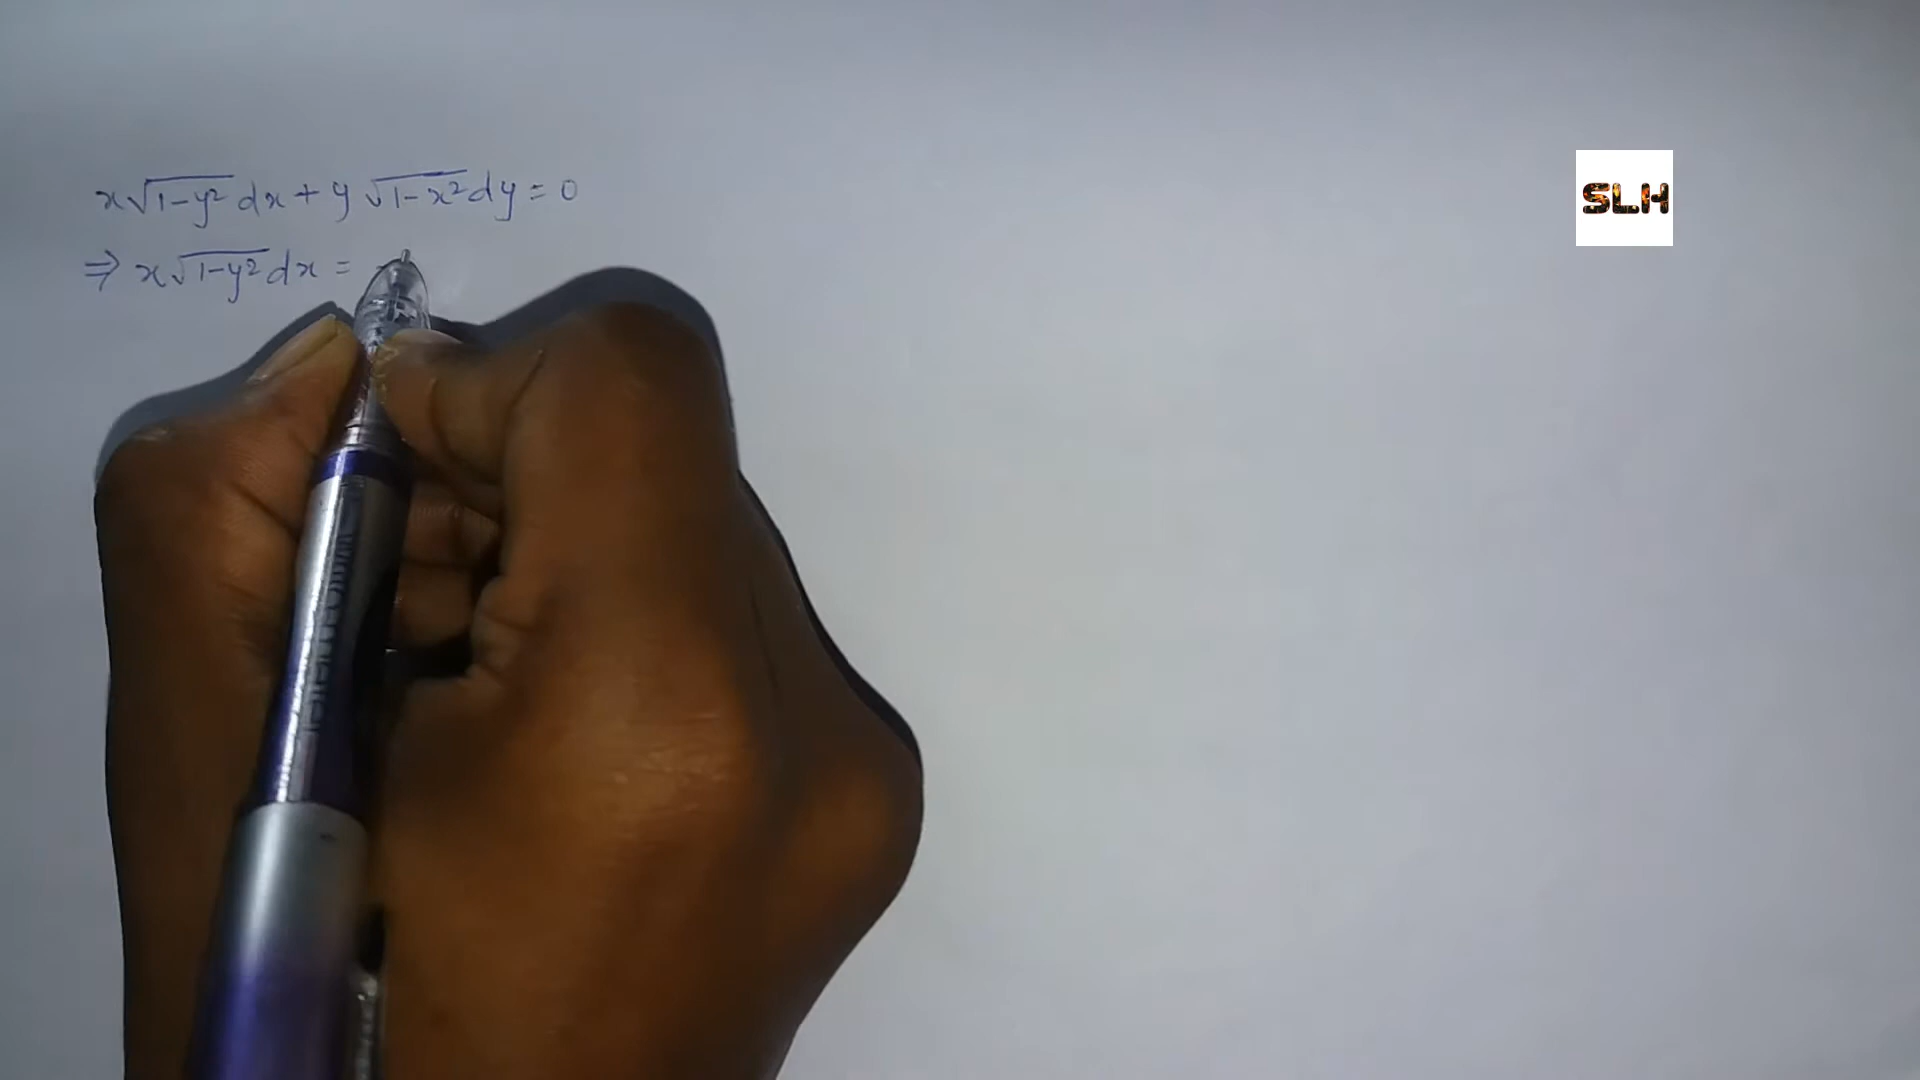 x√1-y² dx + y √1-x² dy = 0
⇒ x√1-y² dx = -
SLH